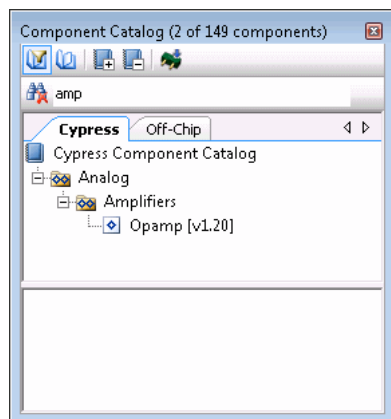 Component Catalog (2 of 149 components)
amp
Cypress Off-Chip
Cypress Component Catalog
Analog
Amplifiers
Opamp [v1.20]